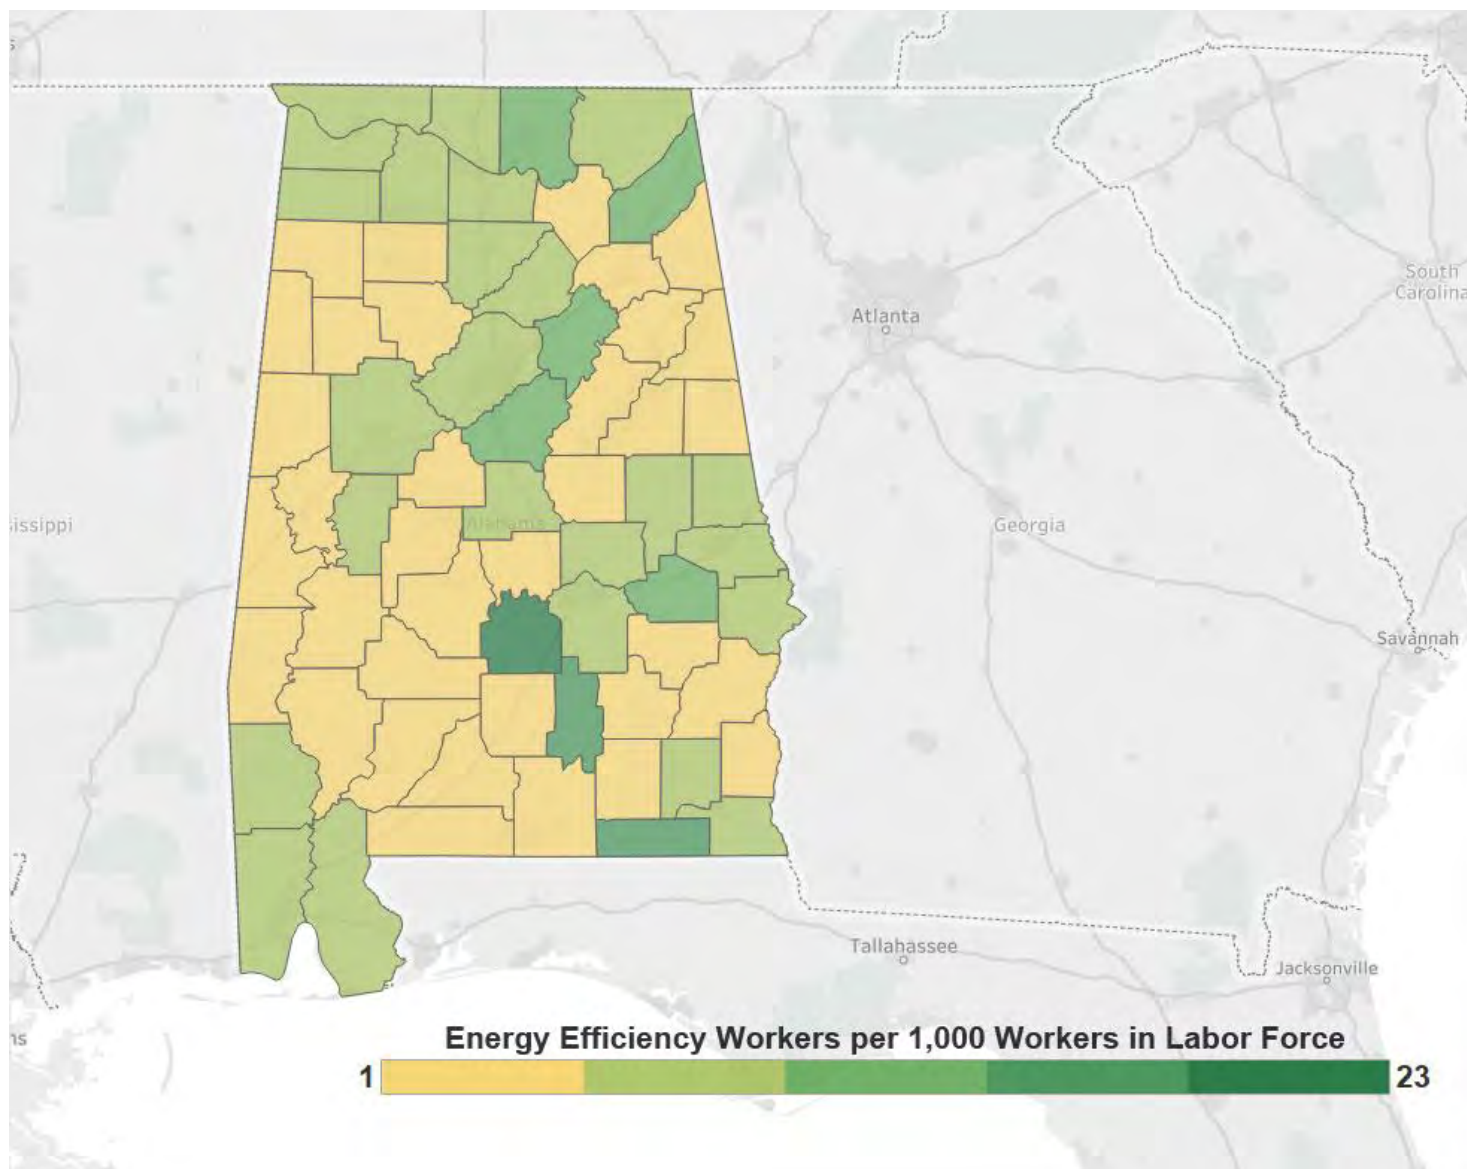 South
Carolina
Atlanta
issippi
Alabama
Georgia
Savannah
Tallahassee
Jacksonville
ns
Energy Efficiency Workers per 1,000 Workers in Labor Force
1
23